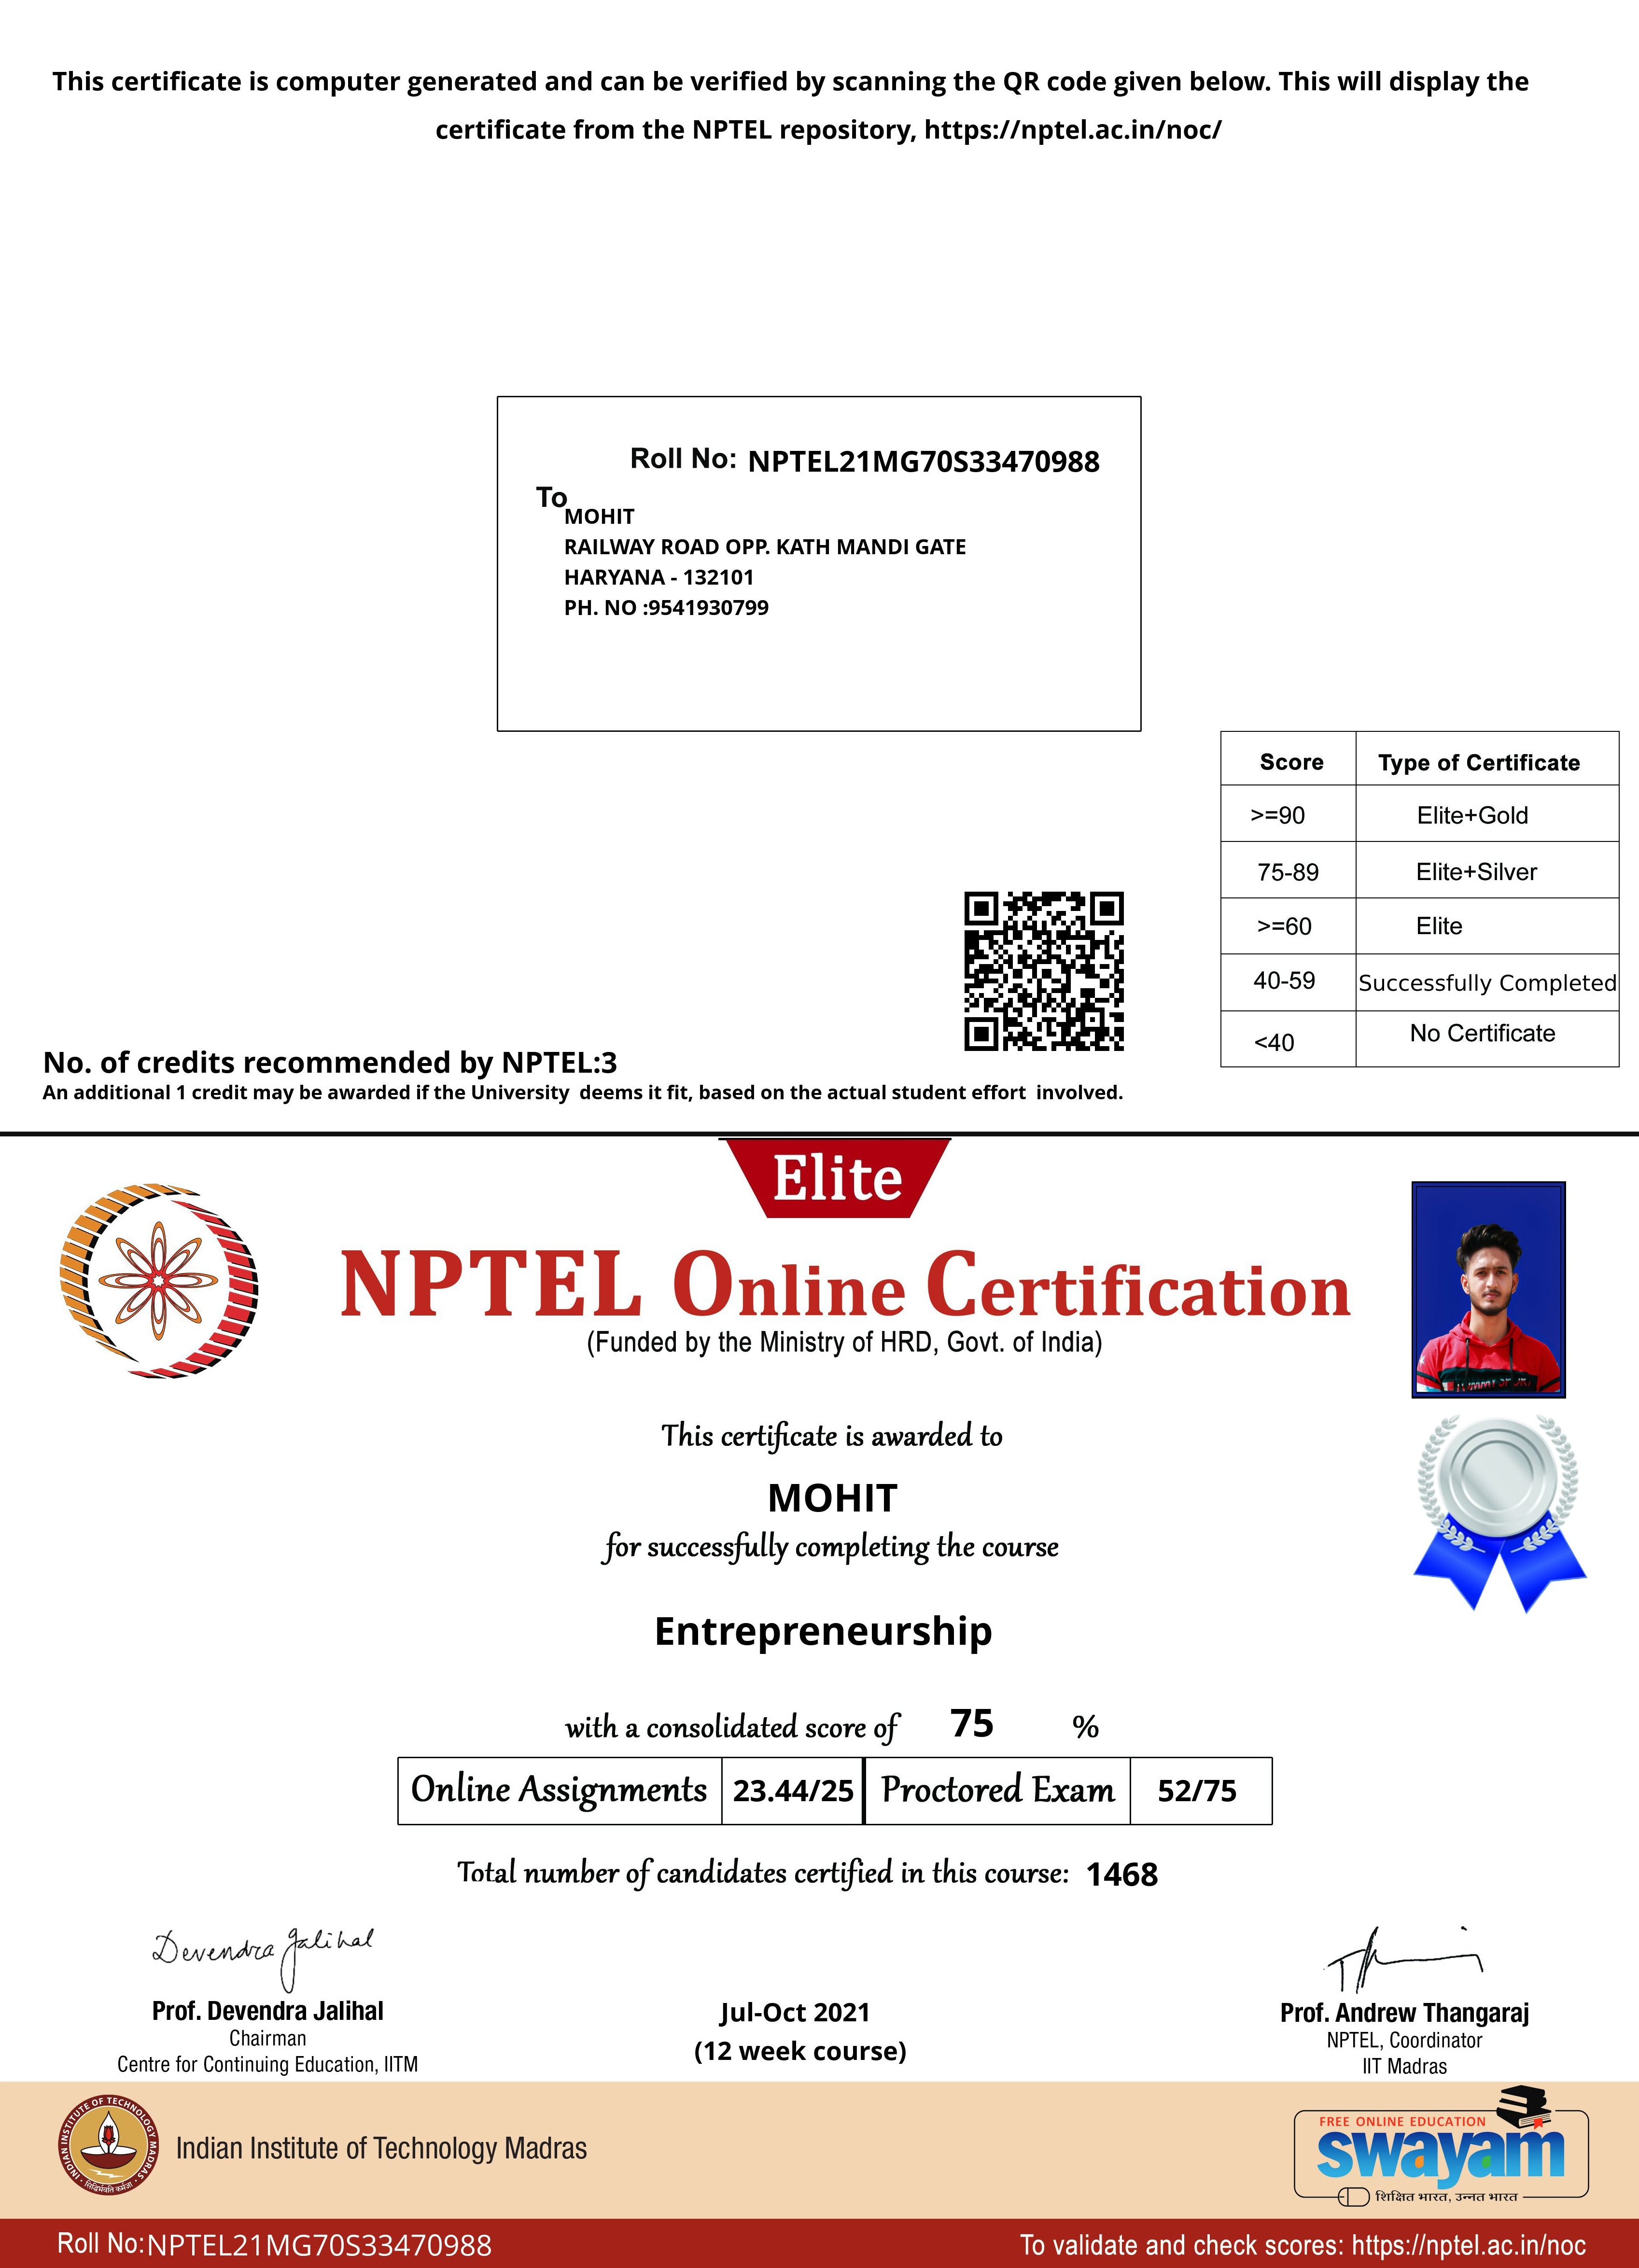 This certificate is computer generated and can be verified by scanning the QR code given below. This will display the
certificate from the NPTEL repository, https://nptel.ac.in/noc/
Roll No: NPTEL21MG70S33470988
To
MOHIT
RAILWAY ROAD OPP. KATH MANDI GATE
HARYANA - 132101
PH. NO :9541930799
Score Type of Certificate
>=90 Elite+Gold
75-89 Elite+Silver
>=60 Elite
40-59 Successfully Completed
<40 No Certificate
No. of credits recommended by NPTEL:3
An additional 1 credit may be awarded if the University deems it fit, based on the actual student effort involved.
Elite
NPTEL Online Certification
(Funded by the Ministry of HRD, Govt. of India)
This certificate is awarded to
MOHIT
for successfully completing the course
Entrepreneurship
with a consolidated score of 75 %
Online Assignments 23.44/25 Proctored Exam 52/75
Total number of candidates certified in this course: 1468
Devendra Jalihal
Prof. Devendra Jalihal
Chairman
Centre for Continuing Education, IITM
Jul-Oct 2021
(12 week course)
Prof. Andrew Thangaraj
NPTEL, Coordinator
IIT Madras
INDIAN INSTITUTE OF TECHNOLOGY MADRAS
सिद्धिर्भवति कर्मजा
Indian Institute of Technology Madras
FREE ONLINE EDUCATION
swayam
शिक्षित भारत, उन्नत भारत
Roll No:NPTEL21MG70S33470988
To validate and check scores: https://nptel.ac.in/noc